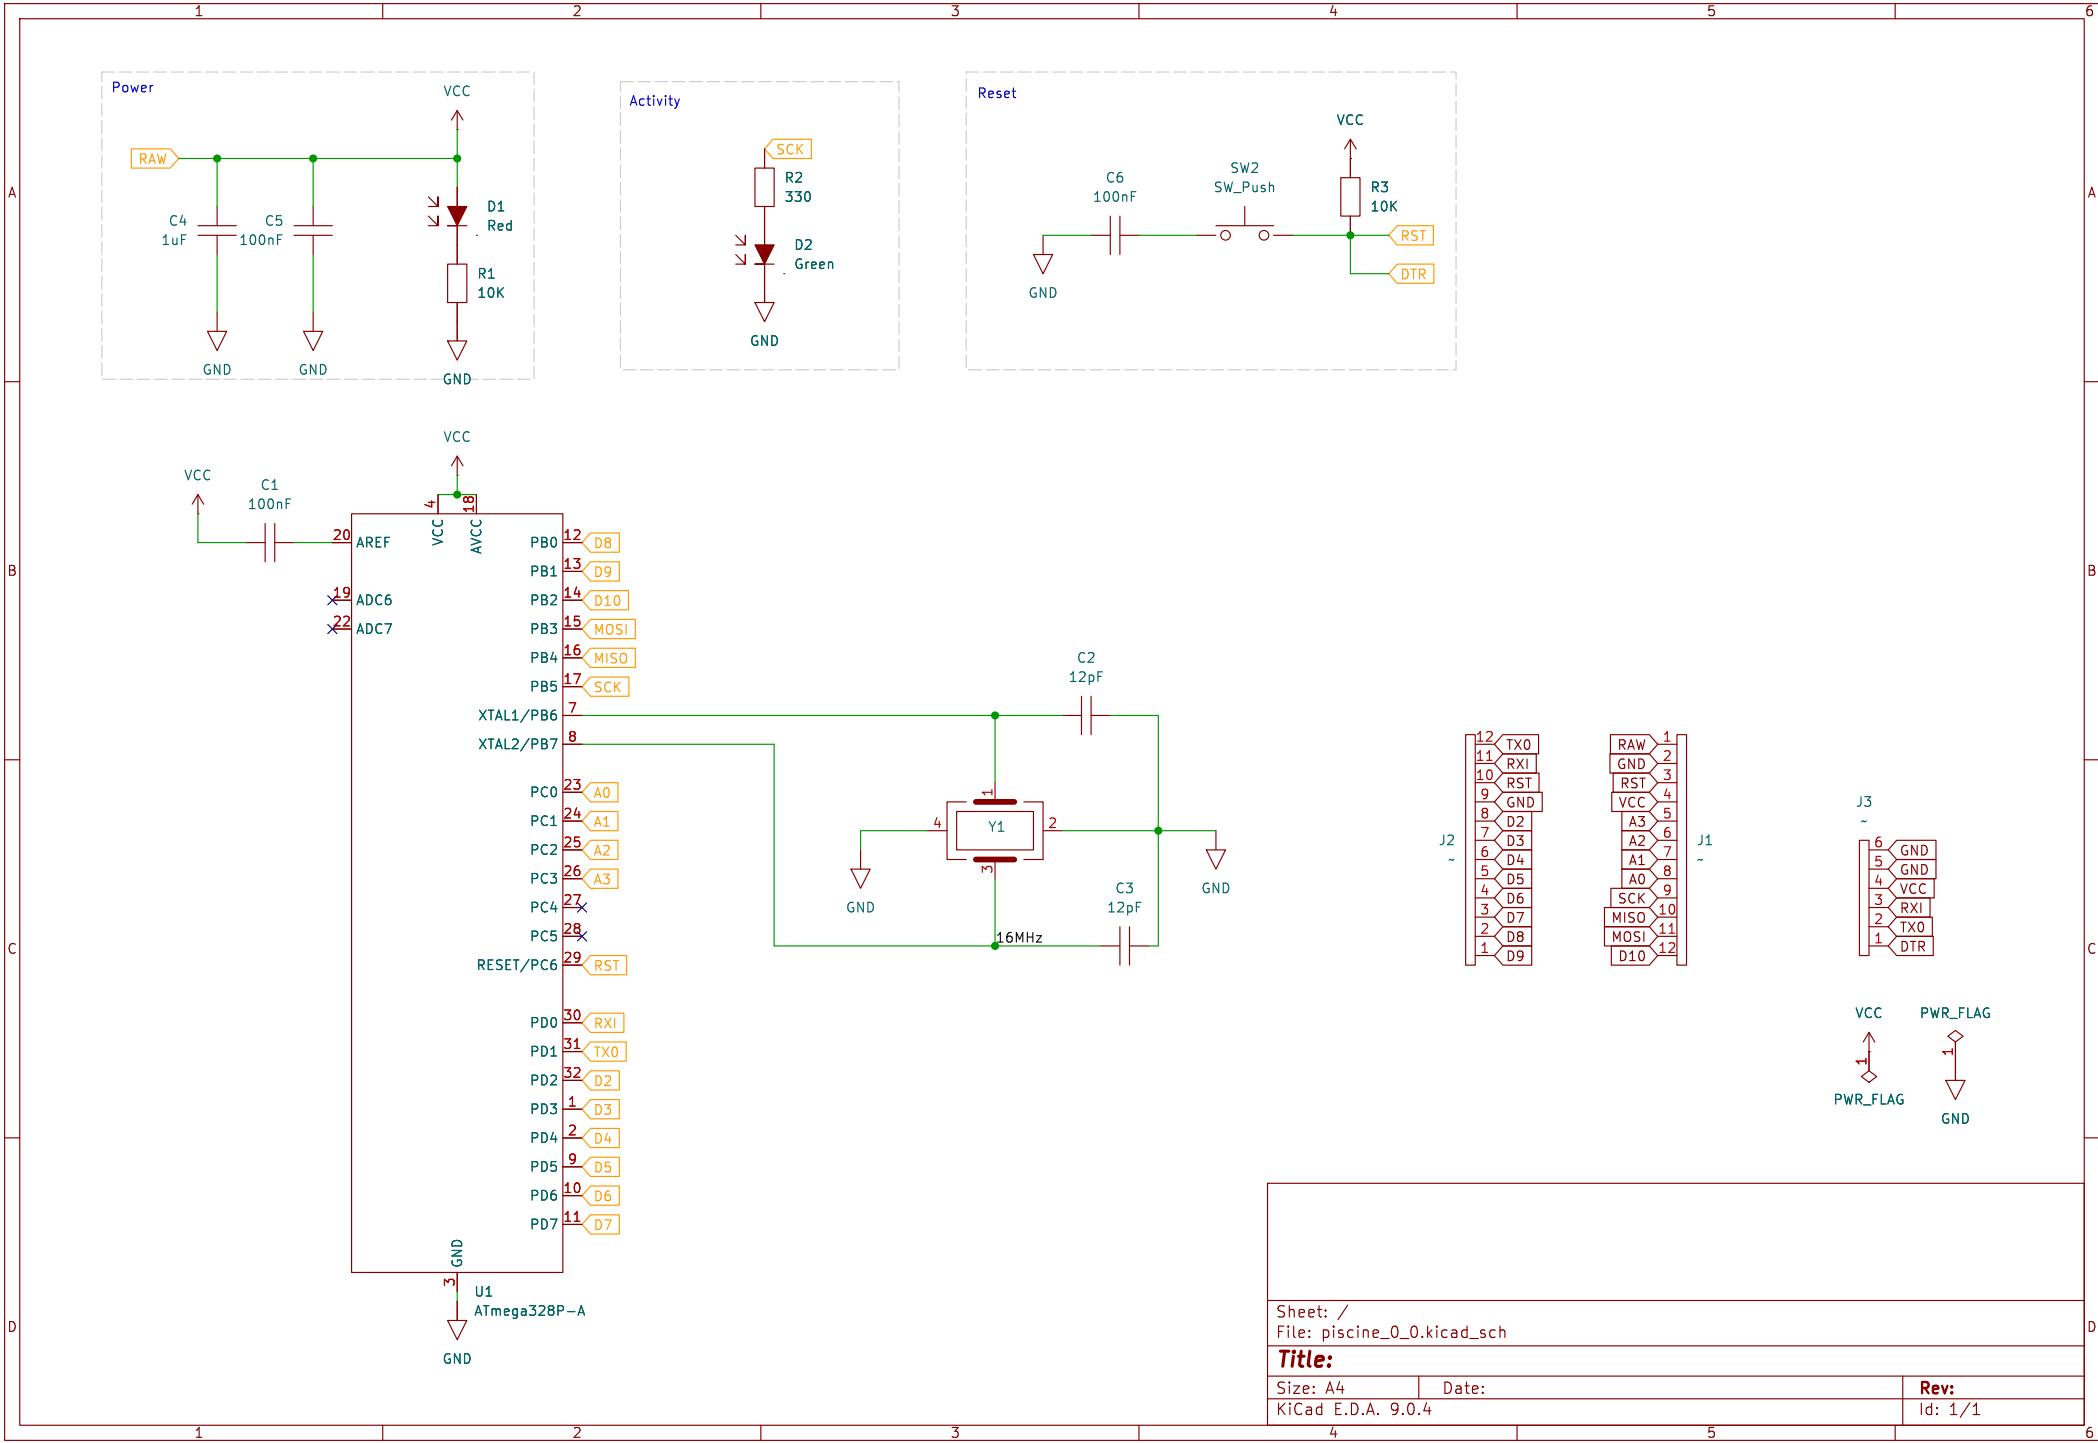 1 2 3 4 5 6
A
B
C
D
A
B
C
D
1 2 3 4 5 6
Power
VCC
RAW
C4
1uF
C5
100nF
D1
Red
R1
10K
GND
GND
GND
Activity
SCK
R2
330
D2
Green
GND
Reset
VCC
SW2
SW_Push
C6
100nF
R3
10K
RST
DTR
GND
VCC
VCC
C1
100nF
4
VCC
18
AVCC
20 AREF
19 ADC6
22 ADC7
PB0 12 D8
PB1 13 D9
PB2 14 D10
PB3 15 MOSI
PB4 16 MISO
PB5 17 SCK
XTAL1/PB6 7
XTAL2/PB7 8
PC0 23 A0
PC1 24 A1
PC2 25 A2
PC3 26 A3
PC4 27
PC5 28
RESET/PC6 29 RST
PD0 30 RXI
PD1 31 TX0
PD2 32 D2
PD3 1 D3
PD4 2 D4
PD5 9 D5
PD6 10 D6
PD7 11 D7
GND
3
U1
ATmega328P-A
GND
C2
12pF
1
4 Y1 2
3
GND
GND
C3
12pF
16MHz
J2
~
12 TX0
11 RXI
10 RST
9 GND
8 D2
7 D3
6 D4
5 D5
4 D6
3 D7
2 D8
1 D9
RAW 1
GND 2
RST 3
VCC 4
A3 5
A2 6
A1 7
A0 8
SCK 9
MISO 10
MOSI 11
D10 12
J1
~
J3
~
6 GND
5 GND
4 VCC
3 RXI
2 TX0
1 DTR
VCC
1
PWR_FLAG
PWR_FLAG
1
GND
Sheet: /
File: piscine_0_0.kicad_sch
Title:
Size: A4 Date: Rev:
KiCad E.D.A. 9.0.4 Id: 1/1